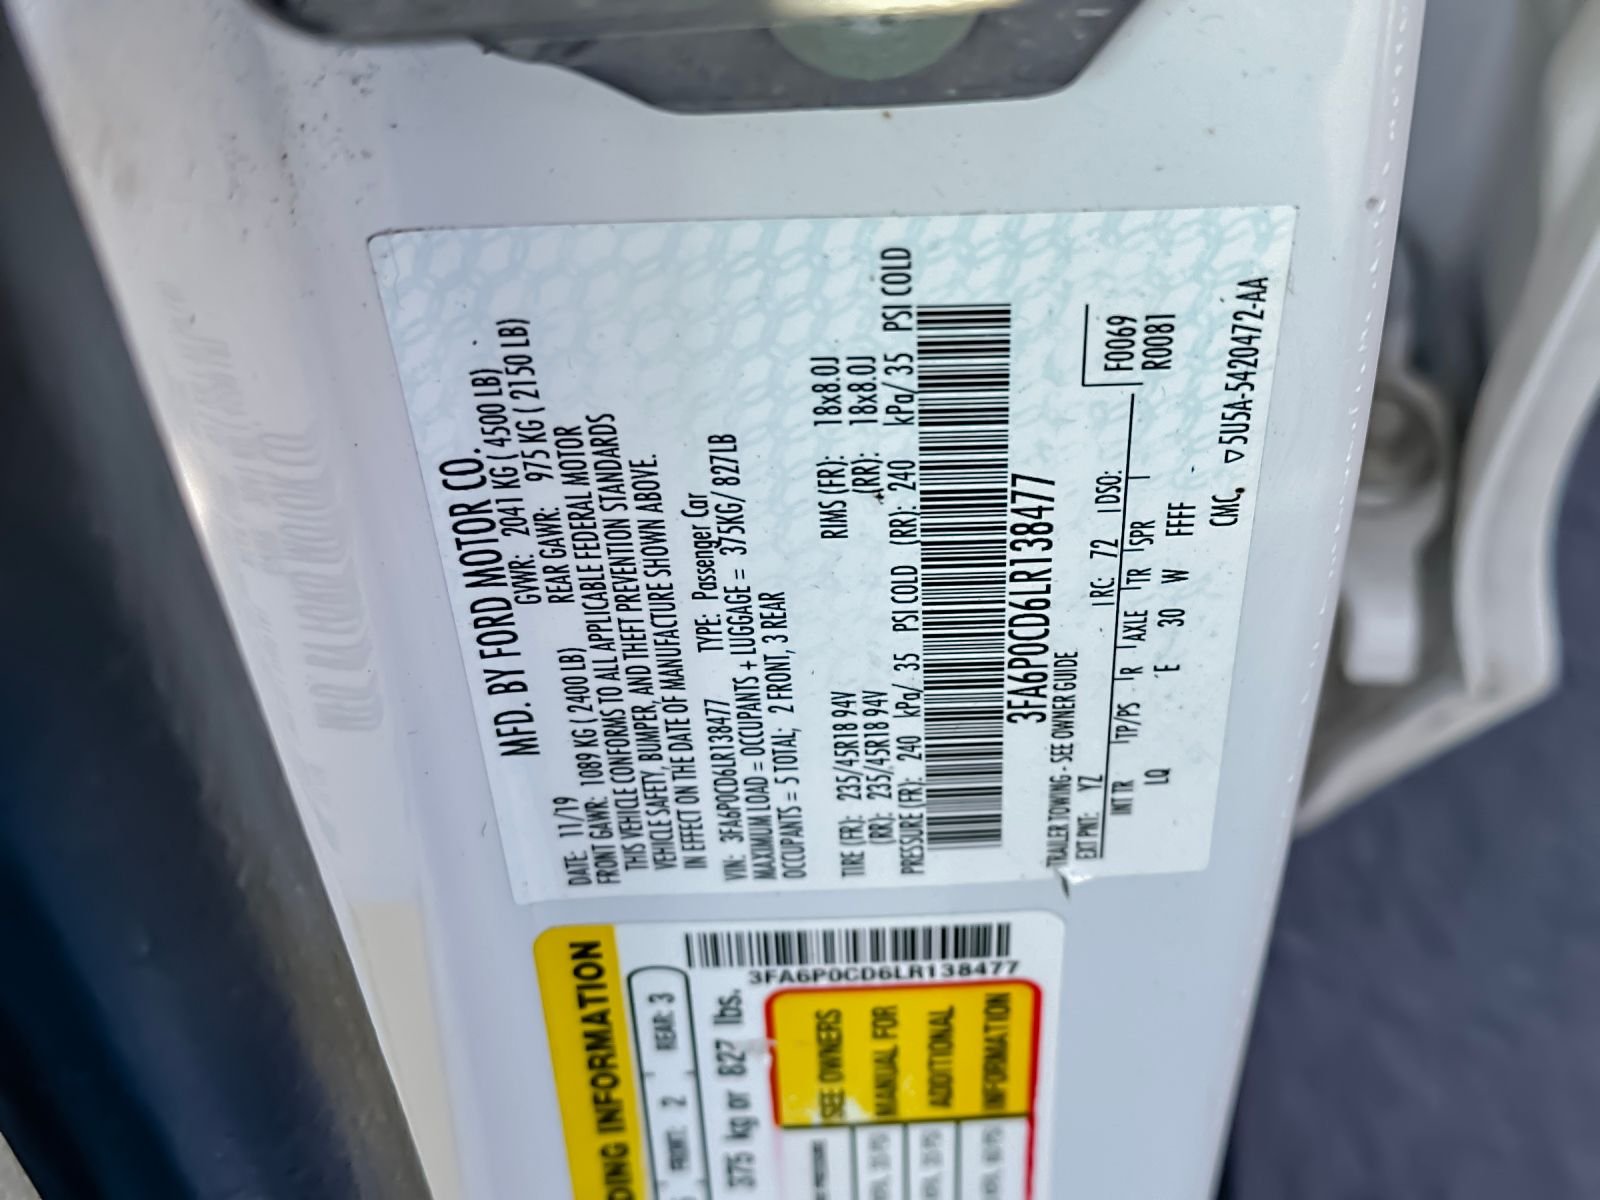 MFD. BY FORD MOTOR CO.
DATE: 11/19 GVWR: 2041 KG ( 4500 LB)
FRONT GAWR: 1089 KG ( 2400 LB) REAR GAWR: 975 KG ( 2150 LB)
THIS VEHICLE CONFORMS TO ALL APPLICABLE FEDERAL MOTOR
VEHICLE SAFETY, BUMPER, AND THEFT PREVENTION STANDARDS
IN EFFECT ON THE DATE OF MANUFACTURE SHOWN ABOVE.
VIN: 3FA6P0CD6LR138477 TYPE: Passenger Car
MAXIMUM LOAD = OCCUPANTS + LUGGAGE = 375KG/ 827LB
OCCUPANTS = 5 TOTAL; 2 FRONT, 3 REAR
TIRE (FR): 235/45R18 94V RIMS (FR): 18x8.0J
(RR): 235/45R18 94V (RR): 18x8.0J
PRESSURE (FR): 240 kPa/ 35 PSI COLD (RR): 240 kPa/ 35 PSI COLD
3FA6P0CD6LR138477
TRAILER TOWING - SEE OWNER GUIDE
EXT PNT: YZ RC: 72 DSO: F0069
INT TR TP/PS R AXLE TR SPR R0081
LQ E 30 W FFFF
CMC. ▽5U5A-5420472-AA
DING INFORMATION
FRONT: 2 REAR: 3
375 kg or 827 lbs.
3FA6P0CD6LR138477
SEE OWNERS
MANUAL FOR
ADDITIONAL
INFORMATION